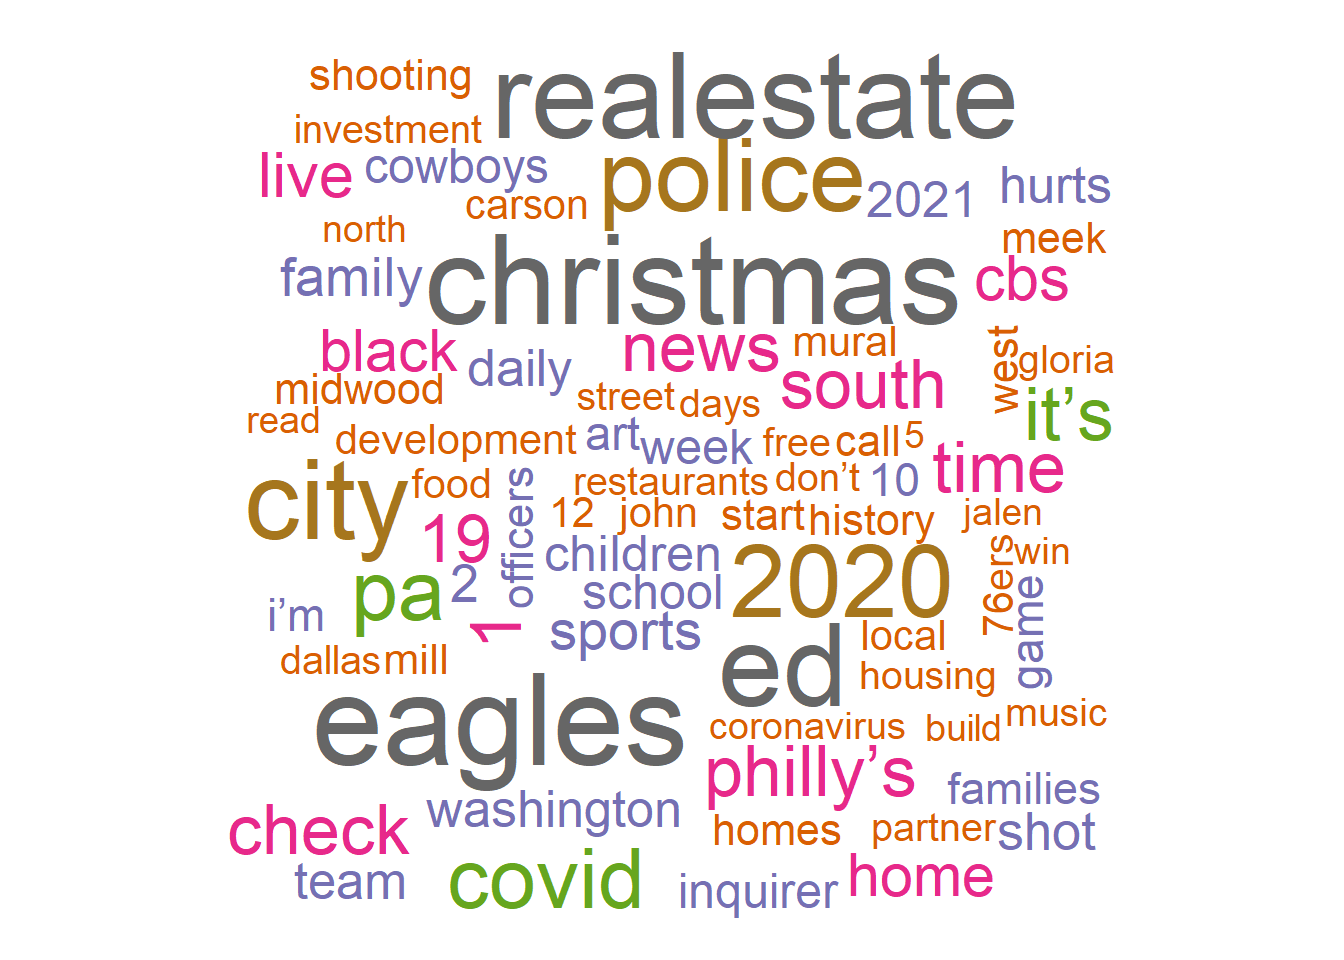 shooting
realestate
investment
live
cowboys
police
2021
hurts
carson
north
meek
family
christmas
cbs
black
daily
news
mural
west
gloria
midwood
street
days
south
it’s
read
development
art
week
free
call
5
time
city
food
officers
restaurants
don’t
10
19
12
john
start
history
jalen
children
2020
76ers
win
pa
2
school
game
i’m
1
sports
ed
local
dallas
mill
housing
eagles
coronavirus
build
music
philly’s
families
check
washington
homes
partner
shot
team
covid
inquirer
home